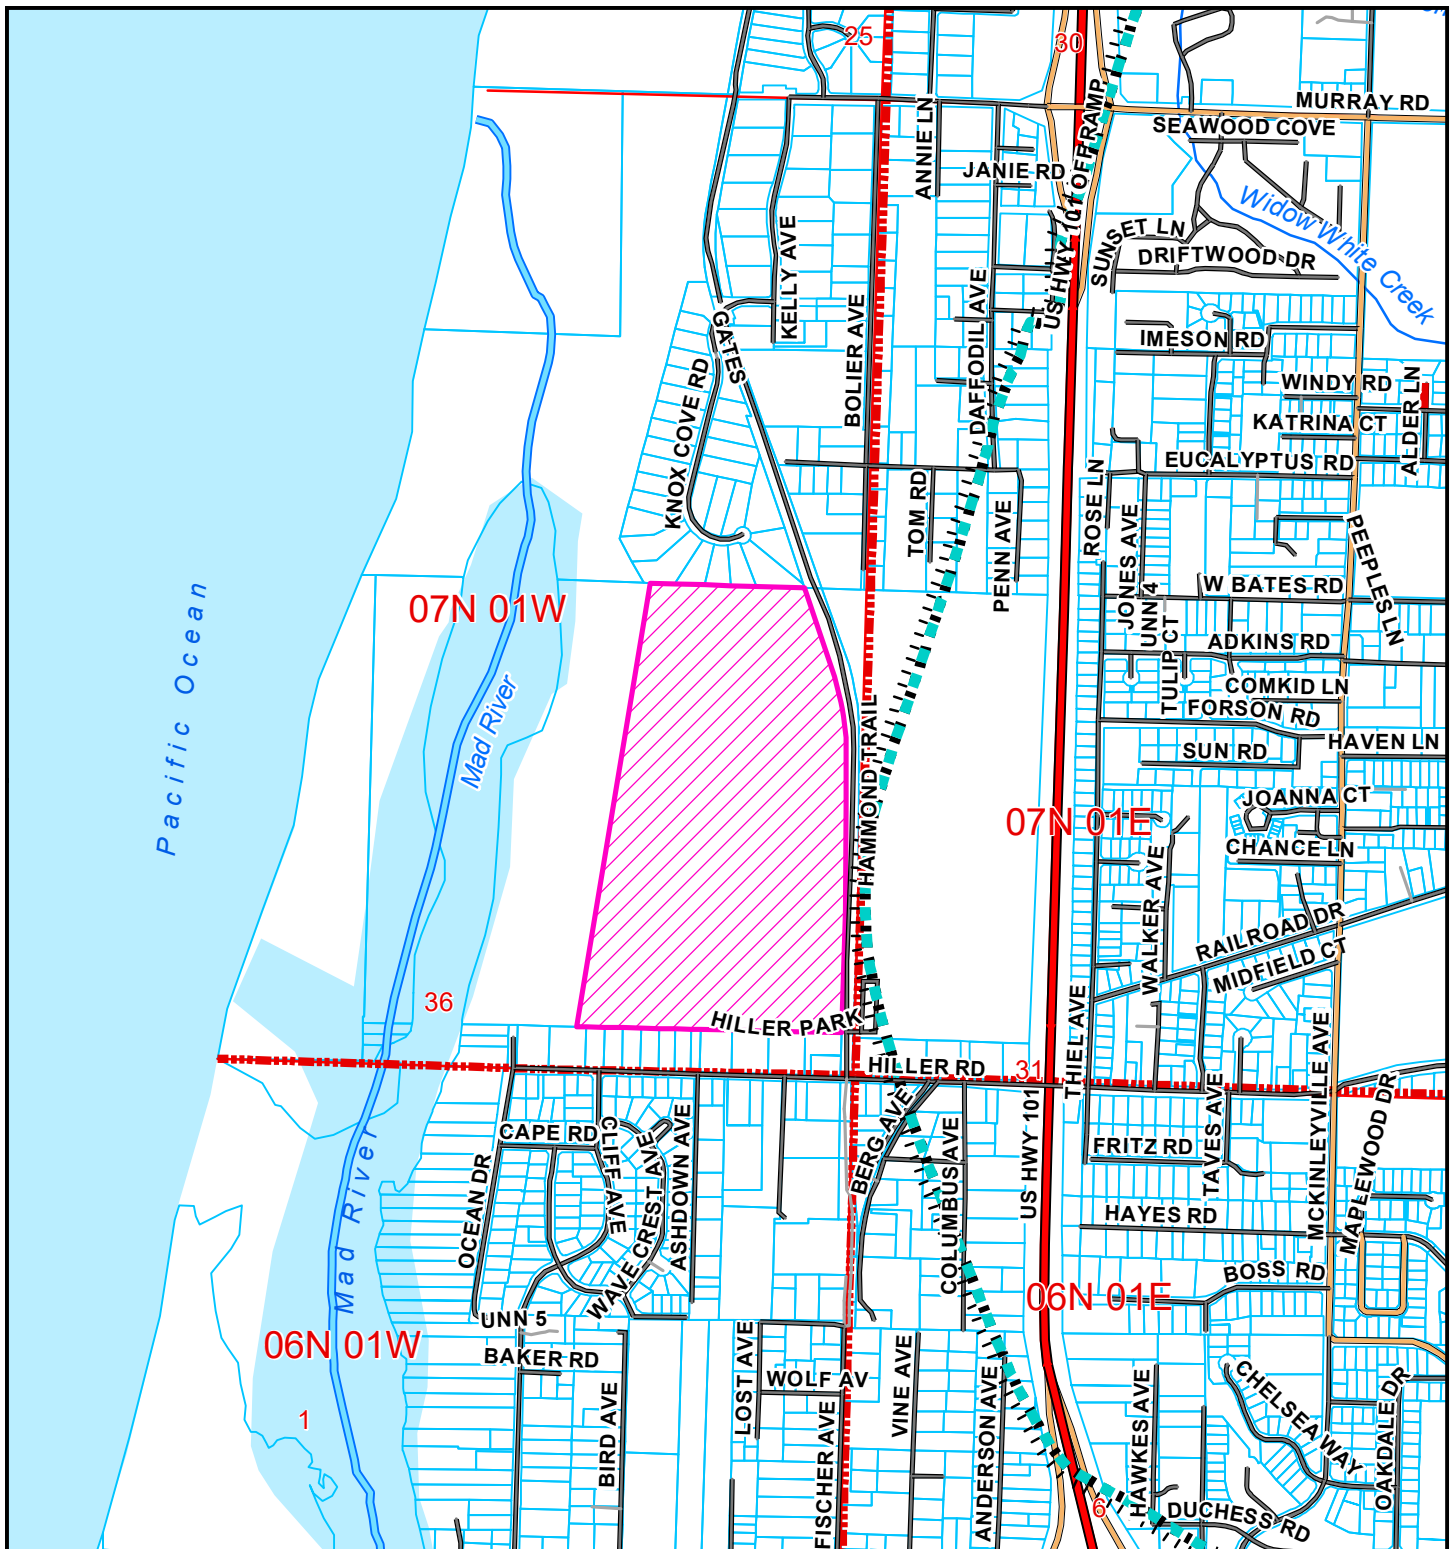 25
30
MURRAY RD
SEAWOOD COVE
ANNIE LN
JANIE RD
US HWY 101 OFFRAMP
Widow White Creek
SUNSET LN
DRIFTWOOD DR
KELLY AVE
GATES
BOLIER AVE
DAFFODIL AVE
IMESON RD
WINDY RD
KATRINA CT
ALDER LN
KNOX COVE RD
EUCALYPTUS RD
ROSE LN
TOM RD
PENN AVE
JONES AVE
PEEPLES LN
UNN 4
W BATES RD
07N 01W
Pacific Ocean
Mad River
TULIP CT
ADKINS RD
COMKID LN
FORSON RD
HAVEN LN
SUN RD
HAMMOND TRAIL
JOANNA CT
07N 01E
CHANCE LN
WALKER AVE
RAILROAD DR
MIDFIELD CT
36
HILLER PARK
HILLER RD
31
THIEL AVE
MCKINLEYVILLE AVE
MAPLEWOOD DR
US HWY 101
TAVES AVE
BERG AVE
COLUMBUS AVE
CAPE RD
CLIFF AVE
WAVECREST AVE
ASHDOWN AVE
OCEAN DR
FRITZ RD
HAYES RD
Mad River
BOSS RD
06N 01E
UNN 5
06N 01W
BAKER RD
LOST AVE
WOLF AV
VINE AVE
BIRD AVE
FISCHER AVE
ANDERSON AVE
HAWKES AVE
CHELSEA WAY
OAKDALE DR
1
6
DUCHESS RD